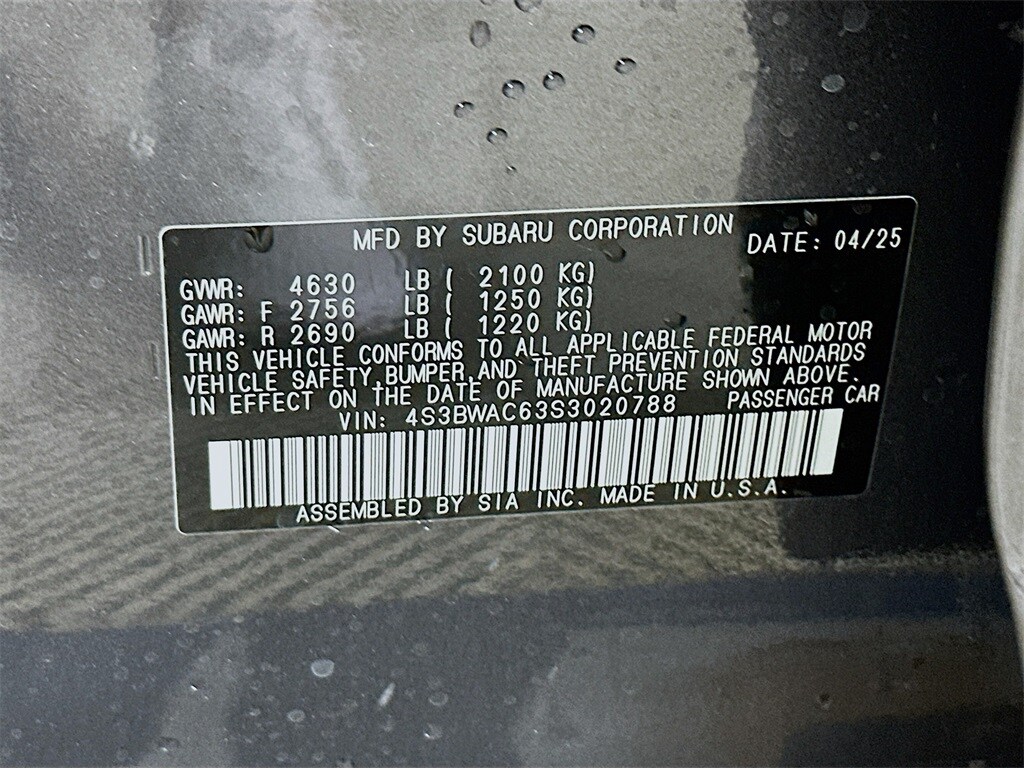 MFD BY SUBARU CORPORATION DATE: 04/25
GVWR: 4630 LB ( 2100 KG)
GAWR: F 2756 LB ( 1250 KG)
GAWR: R 2690 LB ( 1220 KG)
THIS VEHICLE CONFORMS TO ALL APPLICABLE FEDERAL MOTOR
VEHICLE SAFETY, BUMPER, AND THEFT PREVENTION STANDARDS
IN EFFECT ON THE DATE OF MANUFACTURE SHOWN ABOVE.
VIN: 4S3BWAC63S3020788 PASSENGER CAR
ASSEMBLED BY SIA INC. MADE IN U.S.A.